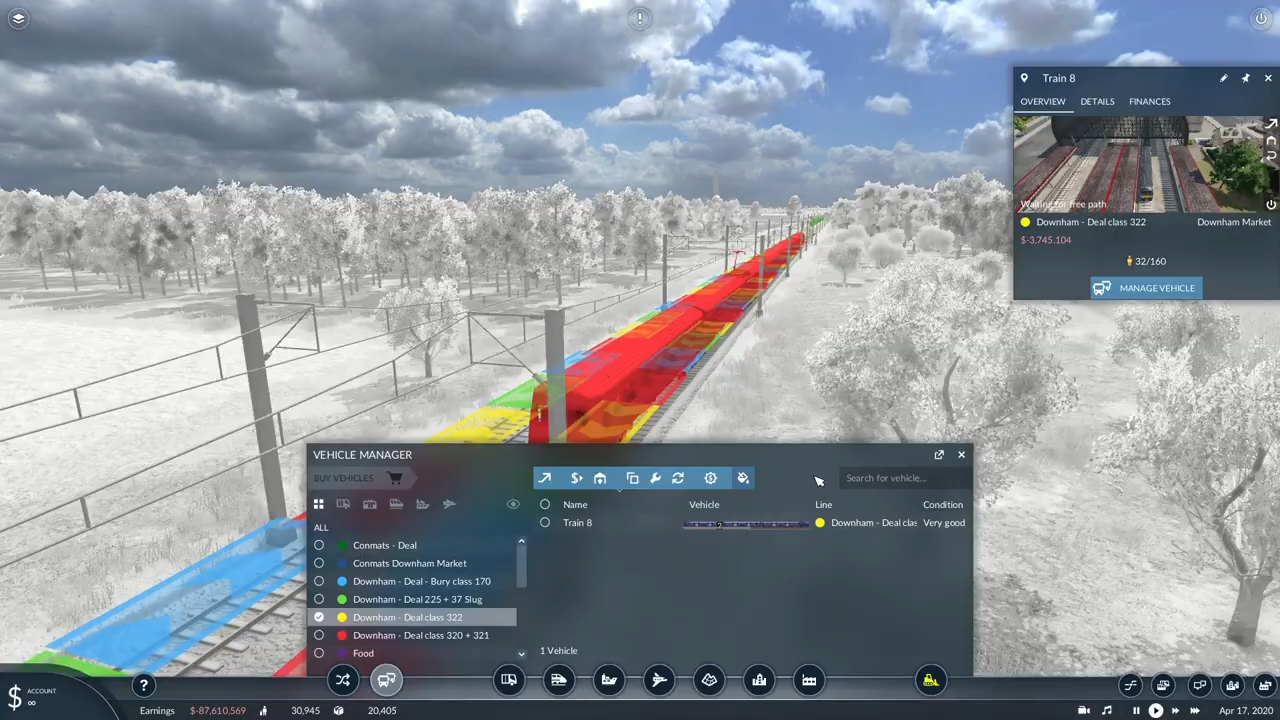 Train 8
OVERVIEW DETAILS FINANCES
Waiting for free path
Downham - Deal class 322 Downham Market
$-3,745,104
32/160
MANAGE VEHICLE
VEHICLE MANAGER
BUY VEHICLES
Search for vehicle...
Name Vehicle Line Condition
Train 8 Downham - Deal clas Very good
ALL
Conmats - Deal
Conmats Downham Market
Downham - Deal - Bury class 170
Downham - Deal 225 + 37 Slug
Downham - Deal class 322
Downham - Deal class 320 + 321
Food
1 Vehicle
$ ACCOUNT
∞
?
Earnings $-87,610,569 30,945 20,405 Apr 17, 2020